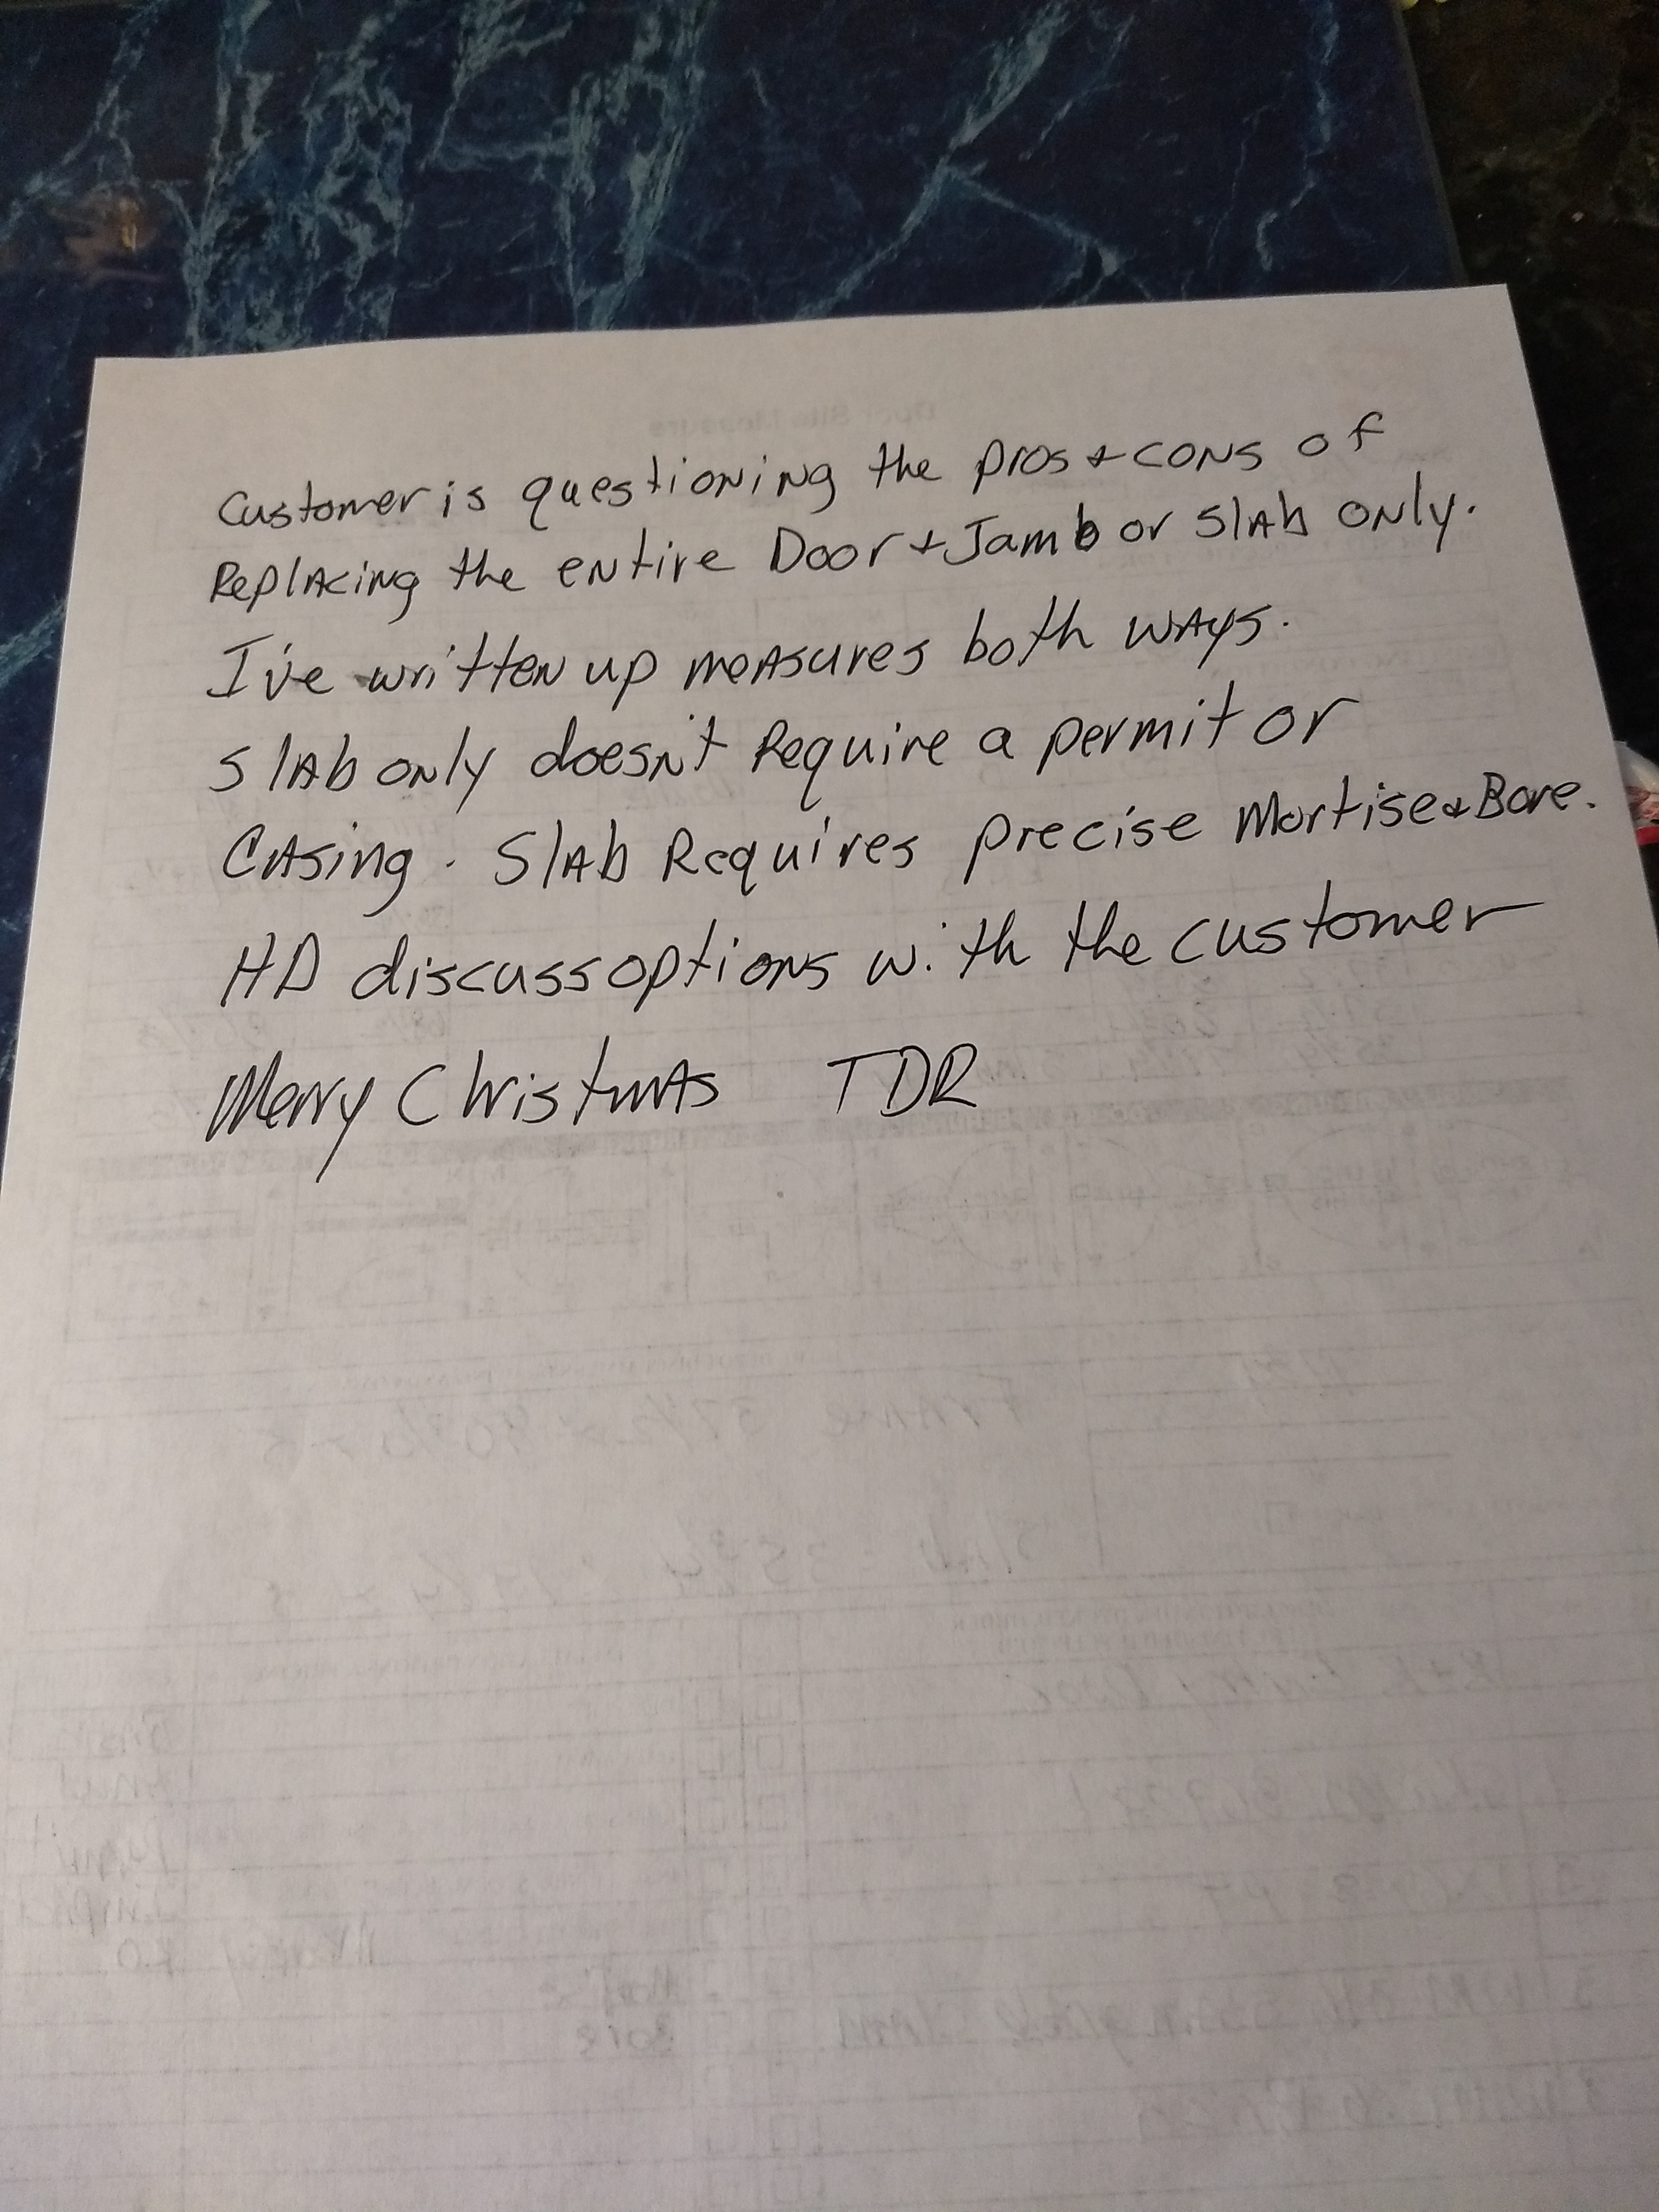 Customer is questioning the pros & cons of
Replacing the entire Door & Jamb or Slab only.
I've written up measures both ways.
Slab only doesn't Require a permit or
Casing. Slab Requires precise Mortise & Bore.
HD discuss options with the customer
Merry Christmas TDR